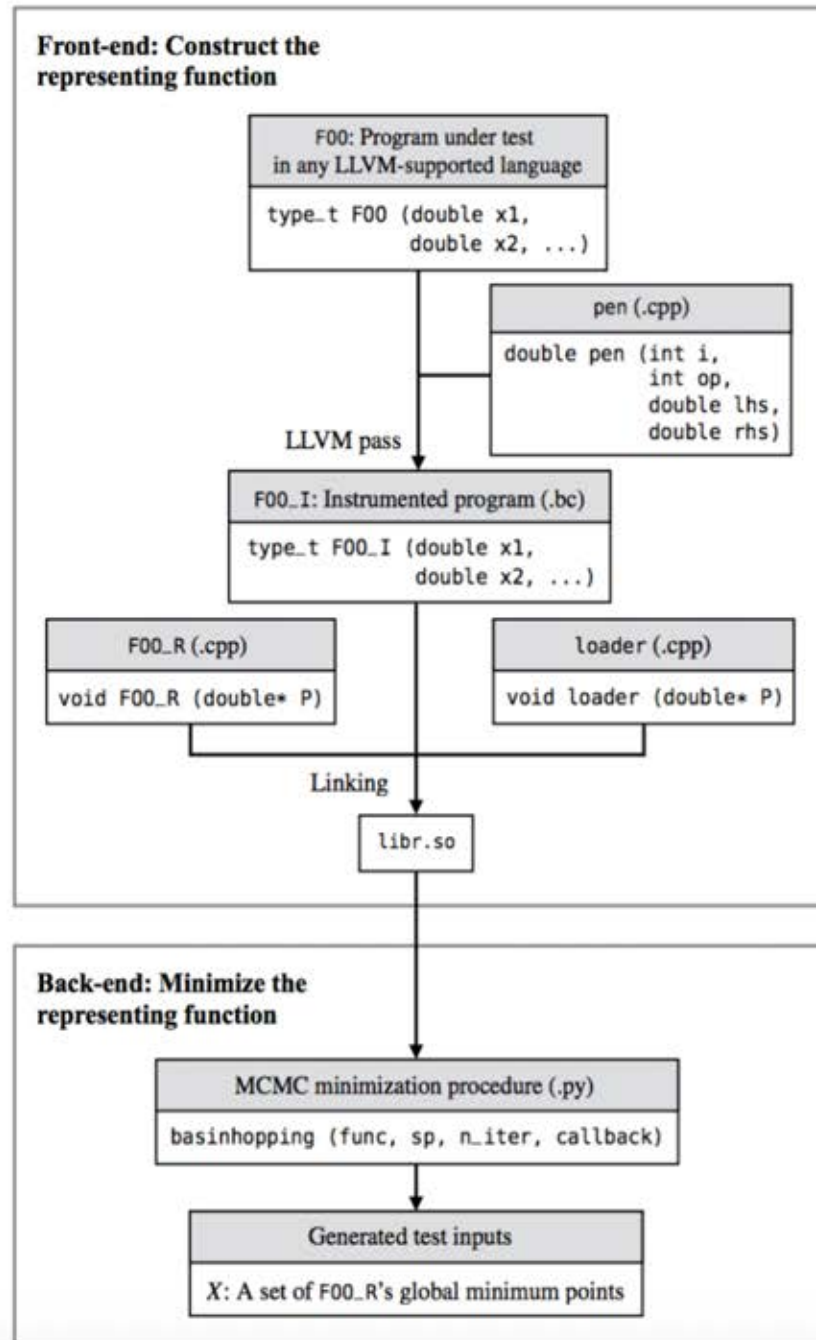 Front-end: Construct the
representing function
FOO: Program under test
in any LLVM-supported language
type_t FOO (double x1,
double x2, ...)
pen (.cpp)
double pen (int i,
int op,
double lhs,
double rhs)
LLVM pass
FOO_I: Instrumented program (.bc)
type_t FOO_I (double x1,
double x2, ...)
FOO_R (.cpp)
void FOO_R (double* P)
loader (.cpp)
void loader (double* P)
Linking
libr.so
Back-end: Minimize the
representing function
MCMC minimization procedure (.py)
basinhopping (func, sp, n_iter, callback)
Generated test inputs
X: A set of FOO_R's global minimum points